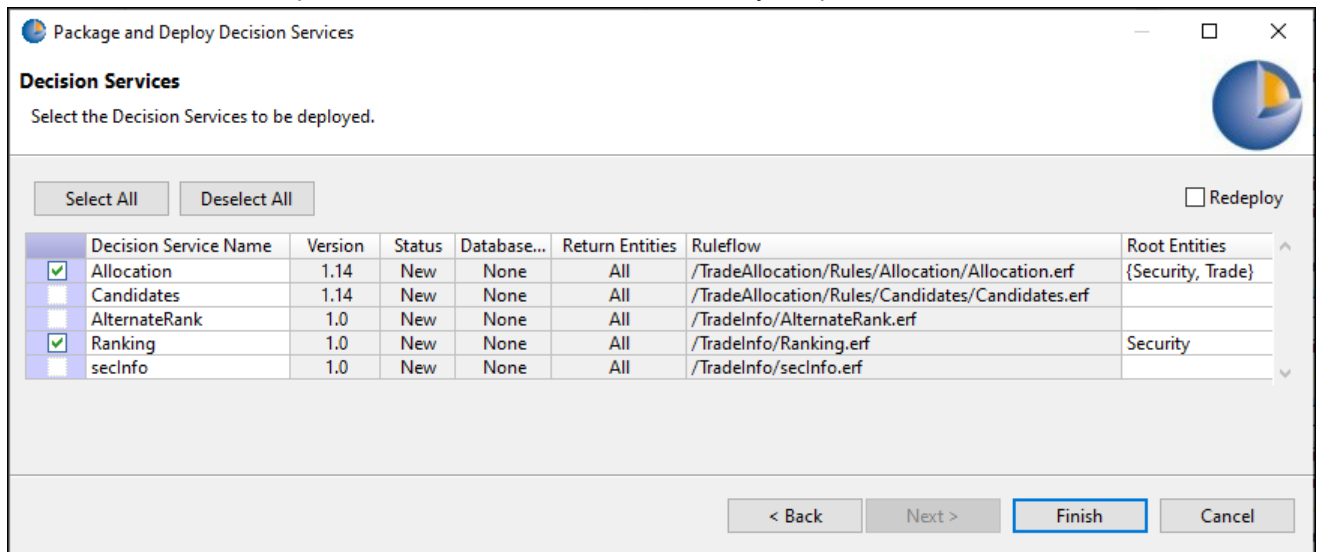 Package and Deploy Decision Services
Decision Services
Select the Decision Services to be deployed.
Select All Deselect All Redeploy
Decision Service Name Version Status Database... Return Entities Ruleflow Root Entities
Allocation 1.14 New None All /TradeAllocation/Rules/Allocation/Allocation.erf {Security, Trade}
Candidates 1.14 New None All /TradeAllocation/Rules/Candidates/Candidates.erf
AlternateRank 1.0 New None All /TradeInfo/AlternateRank.erf
Ranking 1.0 New None All /TradeInfo/Ranking.erf Security
secInfo 1.0 New None All /TradeInfo/secInfo.erf
< Back Next > Finish Cancel